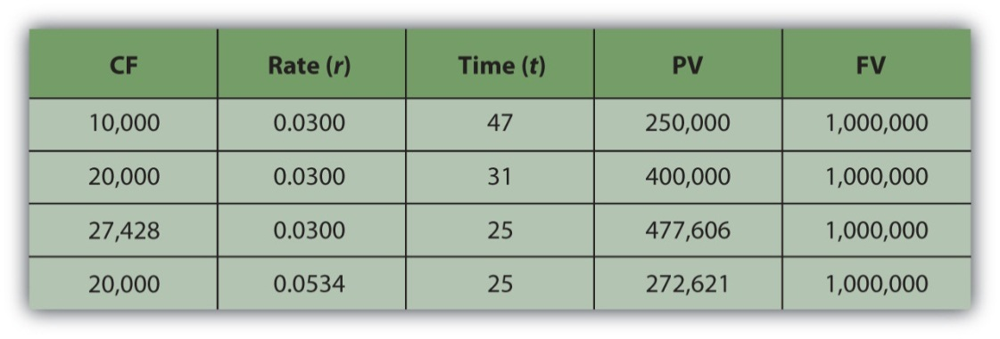 CF Rate (r) Time (t) PV FV
10,000 0.0300 47 250,000 1,000,000
20,000 0.0300 31 400,000 1,000,000
27,428 0.0300 25 477,606 1,000,000
20,000 0.0534 25 272,621 1,000,000